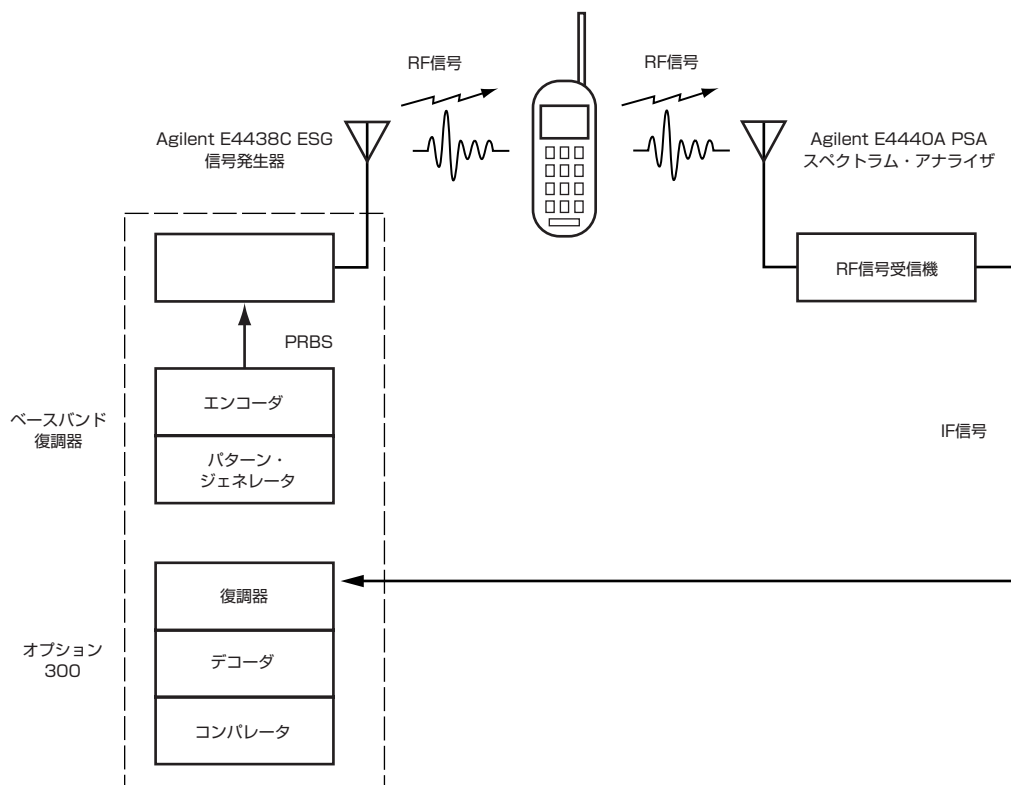 RF信号
RF信号
Agilent E4438C ESG
信号発生器
Agilent E4440A PSA
スペクトラム・アナライザ
RF信号受信機
PRBS
エンコーダ
ベースバンド
復調器
パターン・
ジェネレータ
IF信号
復調器
オプション
300
デコーダ
コンパレータ